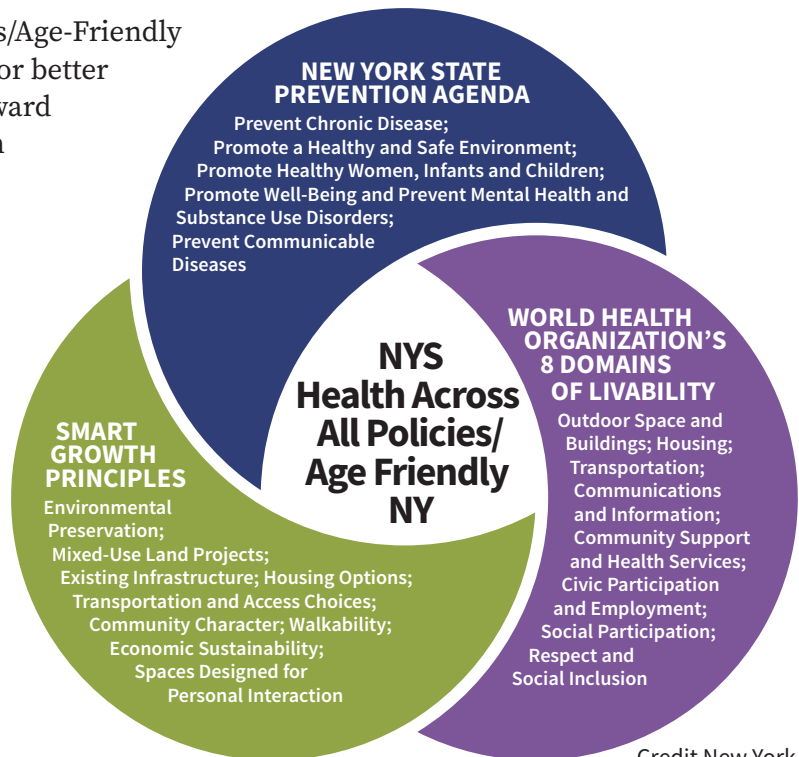 s/Age-Friendly
or better
ward
NEW YORK STATE
PREVENTION AGENDA
Prevent Chronic Disease;
Promote a Healthy and Safe Environment;
Promote Healthy Women, Infants and Children;
Promote Well-Being and Prevent Mental Health and
Substance Use Disorders;
Prevent Communicable
Diseases
WORLD HEALTH
ORGANIZATION'S
8 DOMAINS
OF LIVABILITY
Outdoor Space and
Buildings; Housing;
Transportation;
Communications
and Information;
Community Support
and Health Services;
Civic Participation
and Employment;
Social Participation;
Respect and
Social Inclusion
NYS
Health Across
All Policies/
Age Friendly
NY
SMART
GROWTH
PRINCIPLES
Environmental
Preservation;
Mixed-Use Land Projects;
Existing Infrastructure; Housing Options;
Transportation and Access Choices;
Community Character; Walkability;
Economic Sustainability;
Spaces Designed for
Personal Interaction
Credit New York